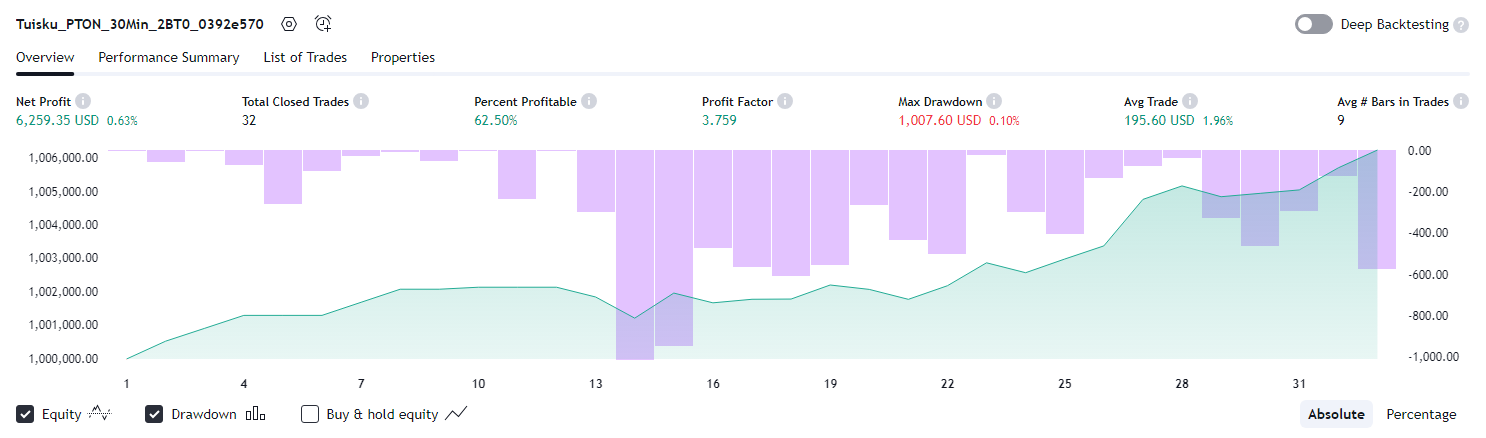 Tuisku_PTON_30Min_2BT0_0392e570
Deep Backtesting ?
Overview Performance Summary List of Trades Properties
Net Profit i Total Closed Trades i Percent Profitable i Profit Factor i Max Drawdown i Avg Trade i Avg # Bars in Trades i
6,259.35 USD 0.63% 32 62.50% 3.759 1,007.60 USD 0.10% 195.60 USD 1.96% 9
1,006,000.00 0.00
1,005,000.00 -200.00
1,004,000.00 -400.00
1,003,000.00 -600.00
1,002,000.00 -800.00
1,001,000.00 -1,000.00
1,000,000.00
1 4 7 10 13 16 19 22 25 28 31
Equity Drawdown Buy & hold equity Absolute Percentage